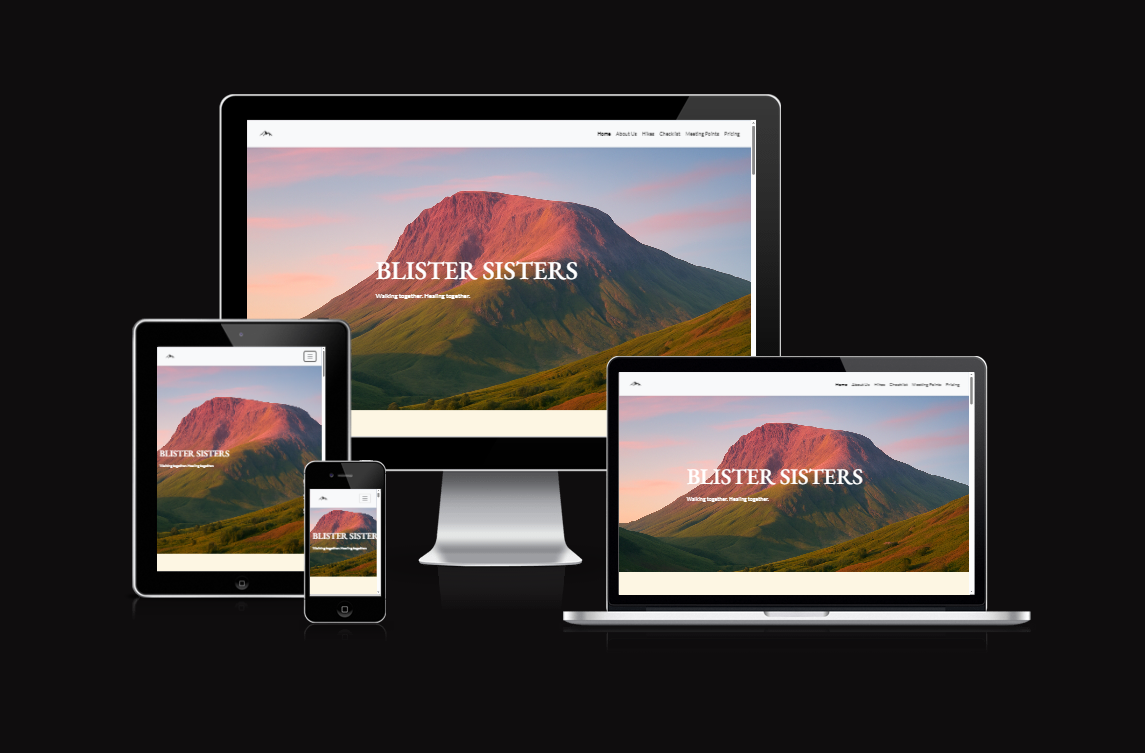 Home About Us Hikes Checklist Meeting Points Pricing
BLISTER SISTERS
Walking together. Healing together.
BLISTER SISTERS
Walking together. Healing together.
BLISTER SISTER
Walking together. Healing together.
Home About Us Hikes Checklist Meeting Points Pricing
BLISTER SISTERS
Walking together. Healing together.